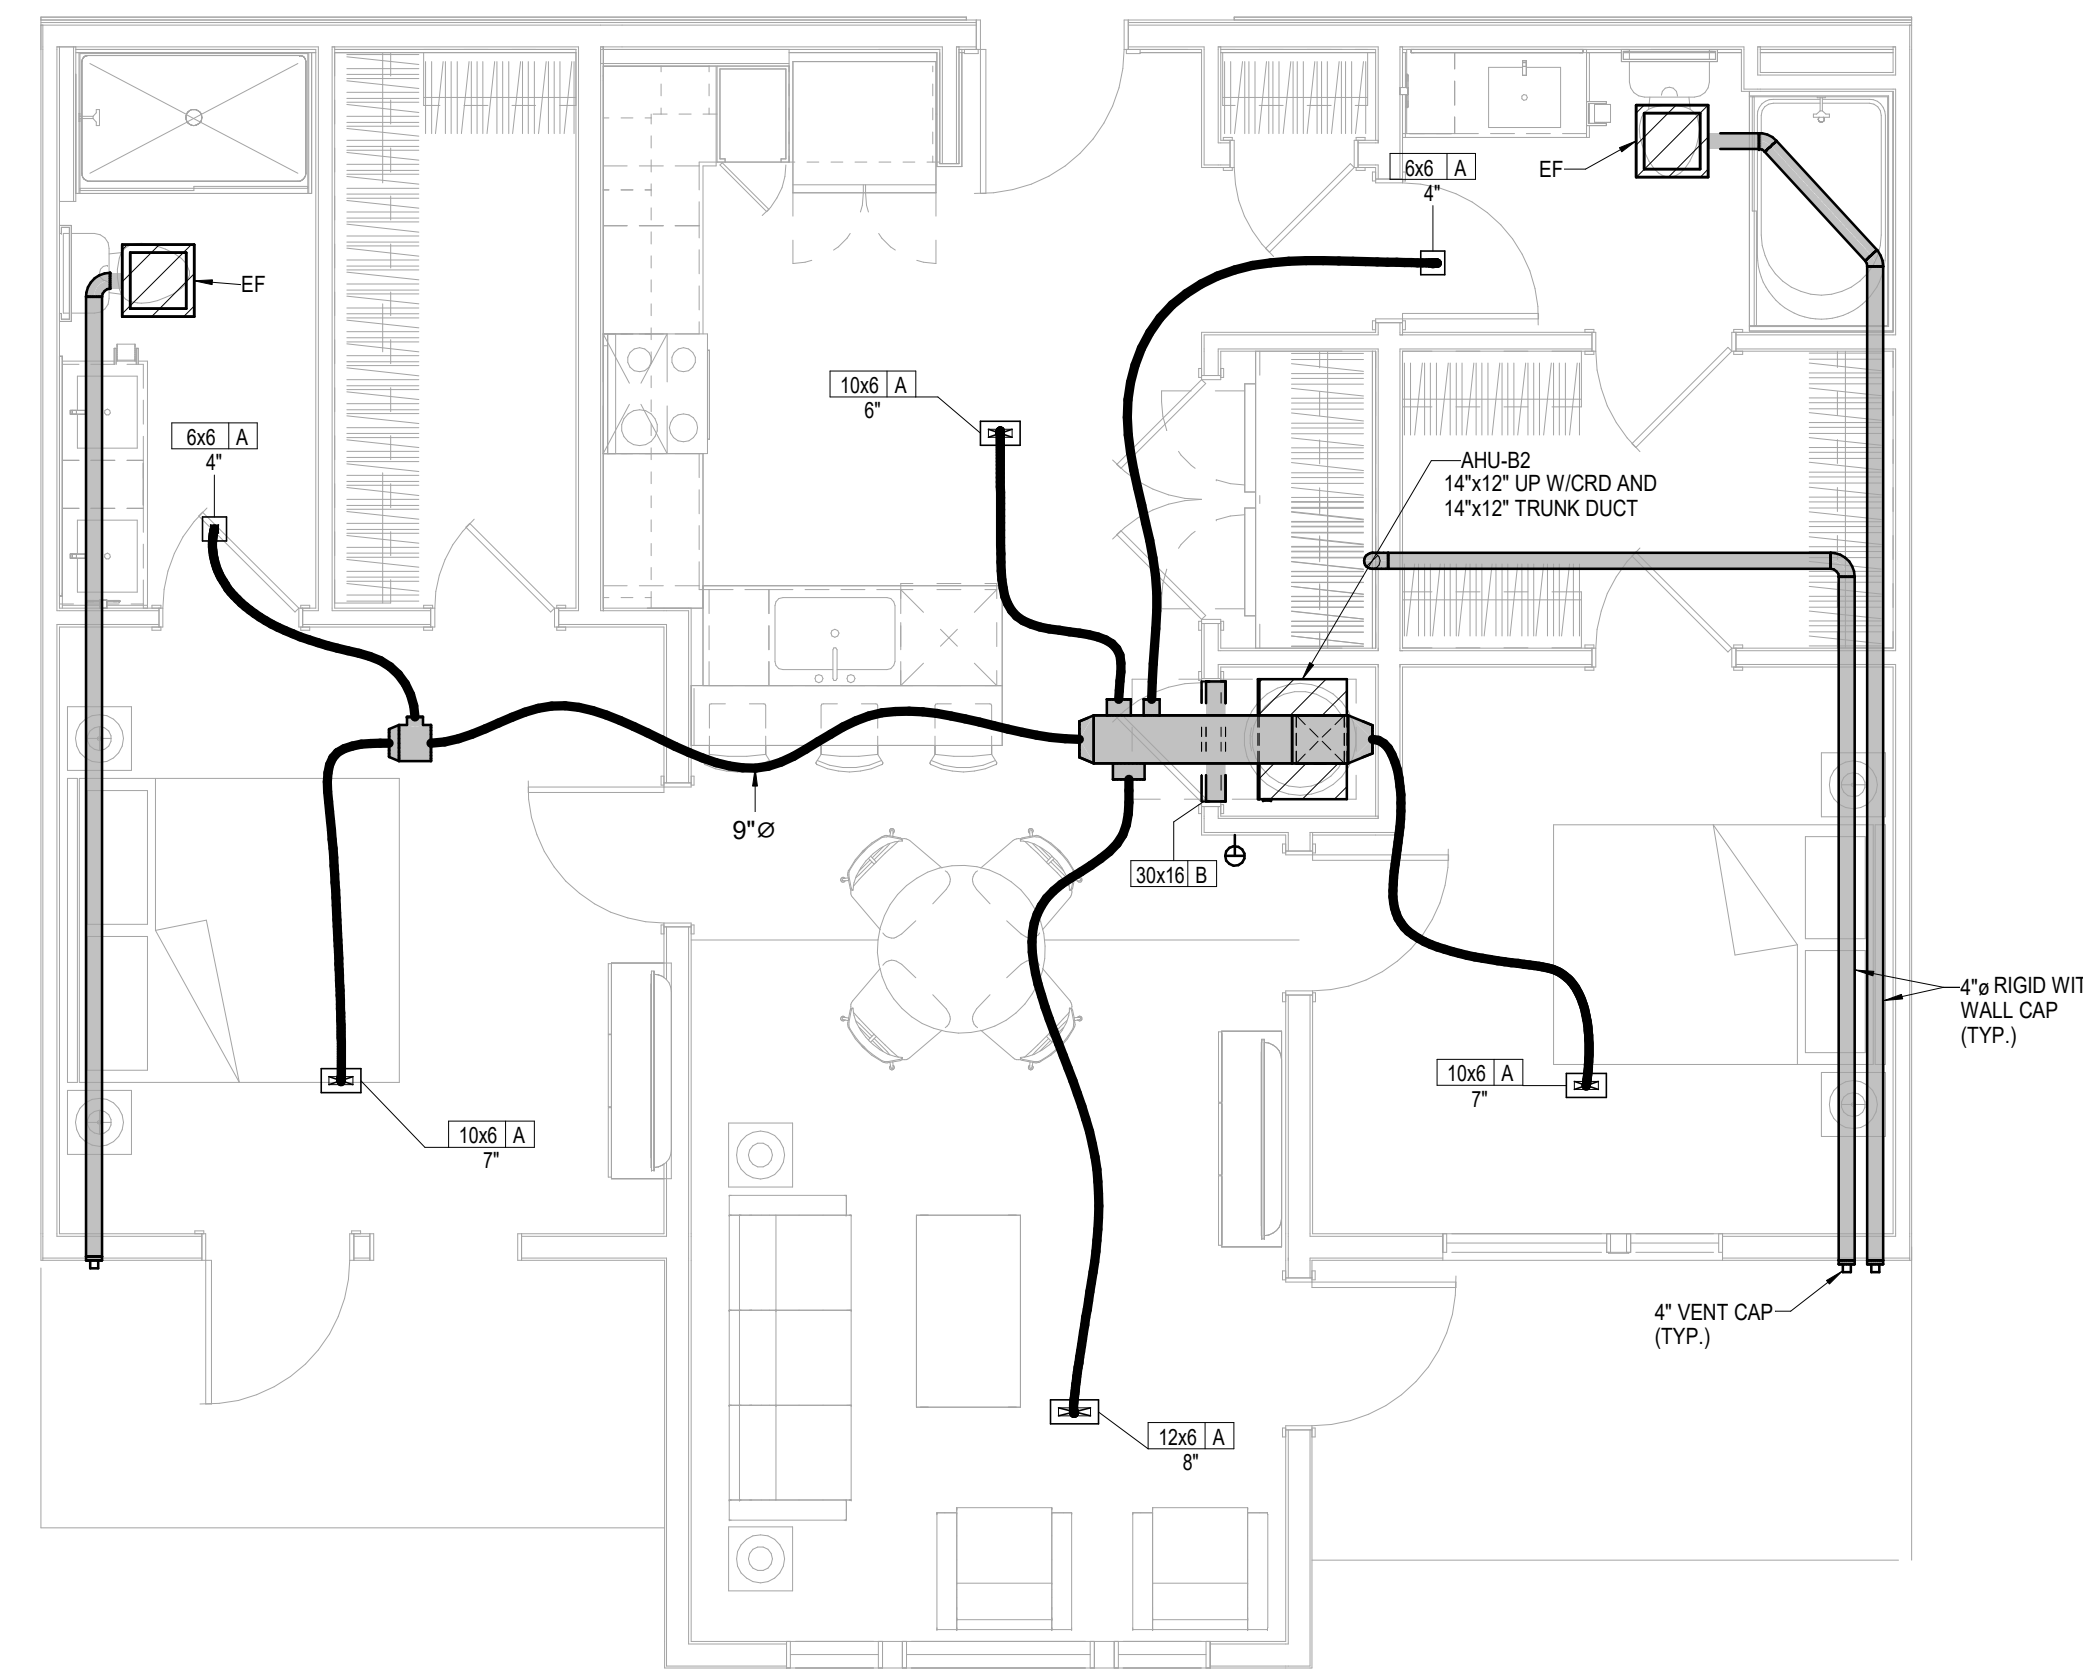 6x6 A
4"
EF
EF
10x6 A
6"
6x6 A
4"
AHU-B2
14"x12" UP W/CRD AND
14"x12" TRUNK DUCT
9"Ø
30x16 B
4"ø RIGID WIT
WALL CAP
(TYP.)
10x6 A
7"
10x6 A
7"
4" VENT CAP
(TYP.)
12x6 A
8"